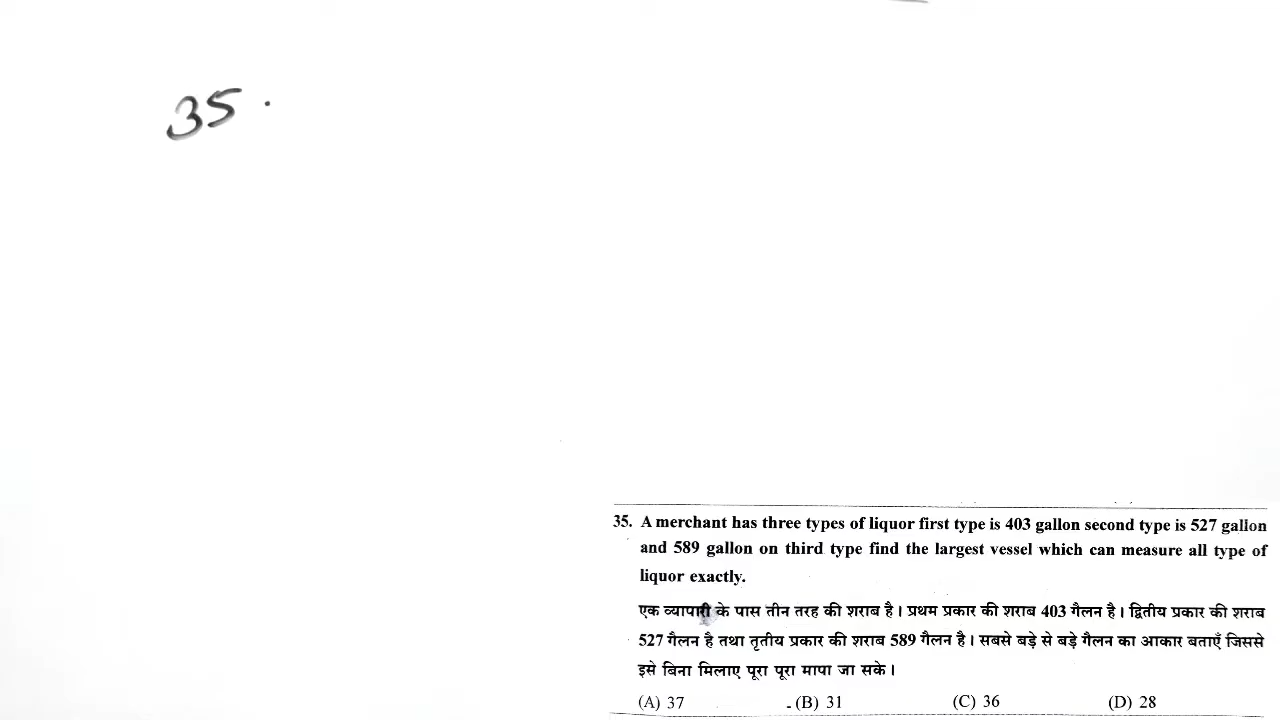 35.
35. A merchant has three types of liquor first type is 403 gallon second type is 527 gallon
and 589 gallon on third type find the largest vessel which can measure all type of
liquor exactly.
एक व्यापारी के पास तीन तरह की शराब है। प्रथम प्रकार की शराब 403 गैलन है। द्वितीय प्रकार की शराब
527 गैलन है तथा तृतीय प्रकार की शराब 589 गैलन है। सबसे बड़े से बड़े गैलन का आकार बताएँ जिससे
इसे बिना मिलाए पूरा पूरा मापा जा सके।
(A) 37 (B) 31 (C) 36 (D) 28